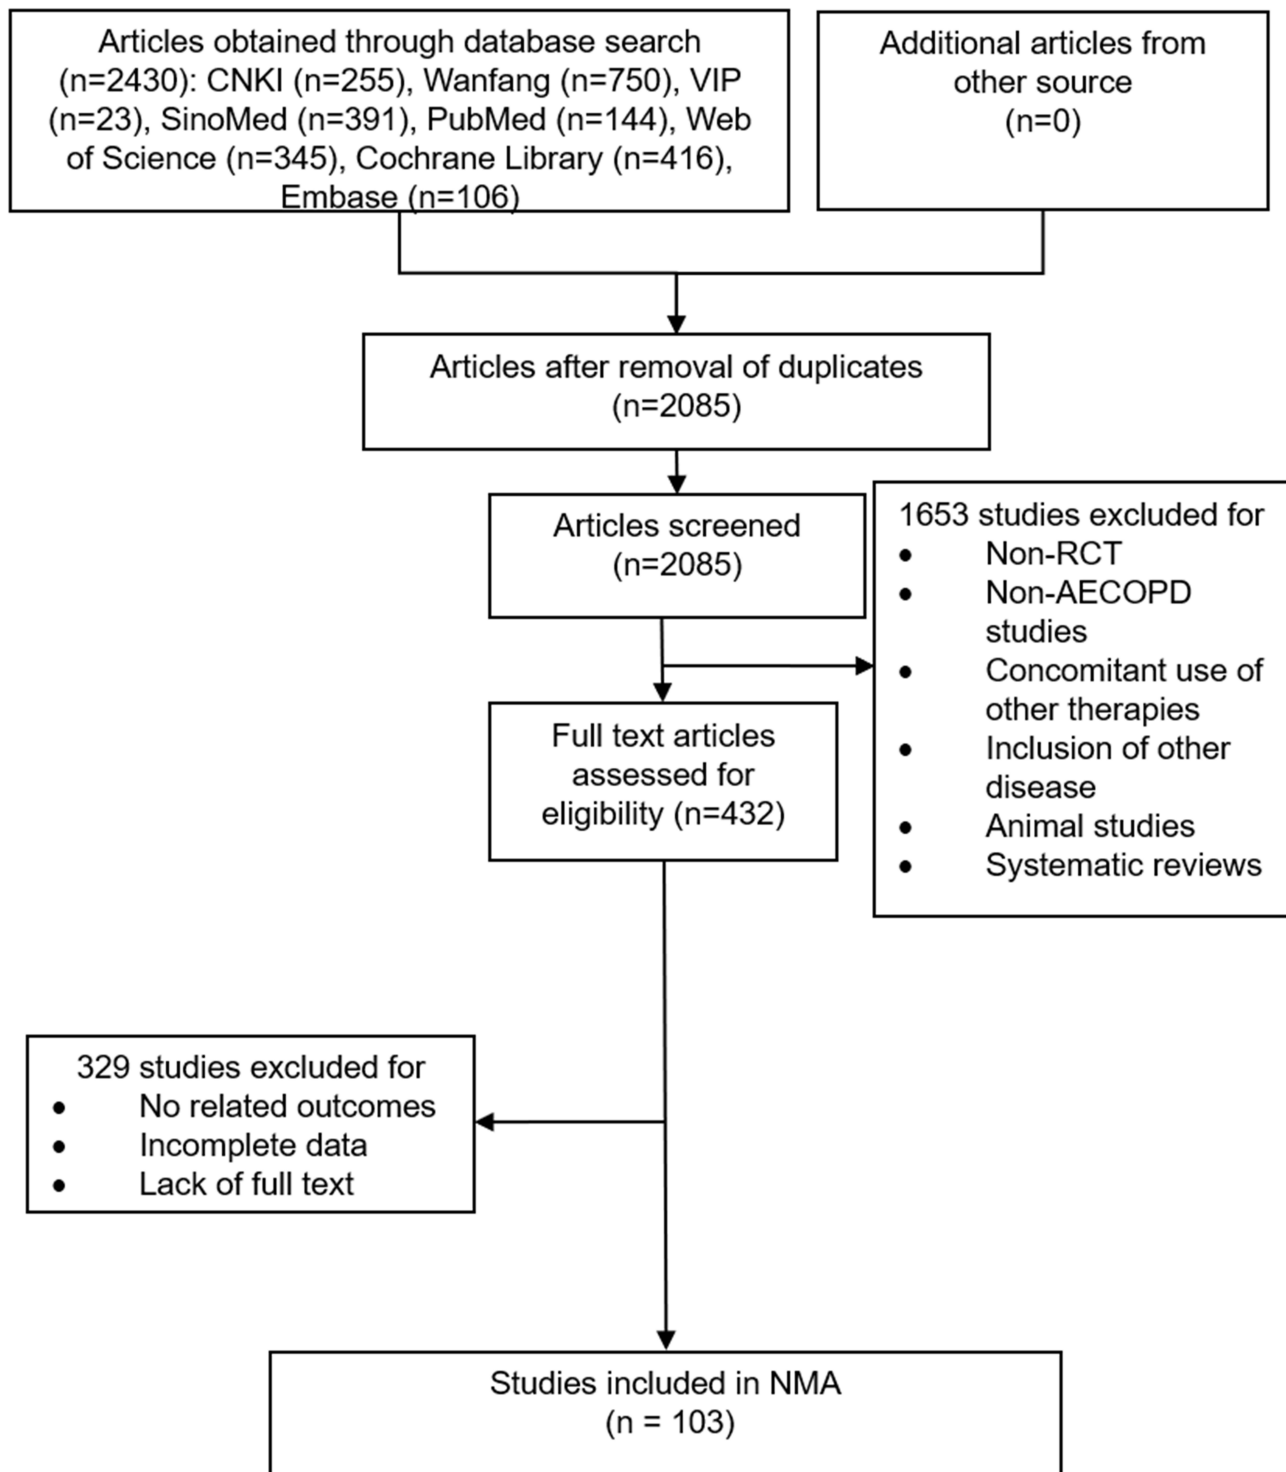 Articles obtained through database search
(n=2430): CNKI (n=255), Wanfang (n=750), VIP
(n=23), SinoMed (n=391), PubMed (n=144), Web
of Science (n=345), Cochrane Library (n=416),
Embase (n=106)
Additional articles from
other source
(n=0)
Articles after removal of duplicates
(n=2085)
Articles screened
(n=2085)
1653 studies excluded for
• Non-RCT
• Non-AECOPD
studies
• Concomitant use of
other therapies
• Inclusion of other
disease
• Animal studies
• Systematic reviews
Full text articles
assessed for
eligibility (n=432)
329 studies excluded for
• No related outcomes
• Incomplete data
• Lack of full text
Studies included in NMA
(n = 103)